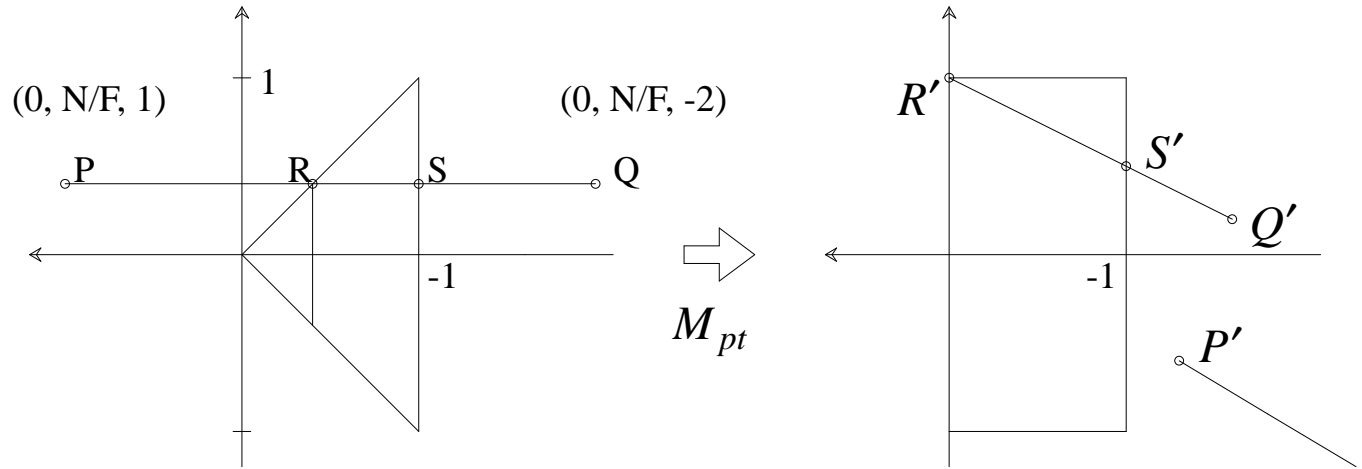 1
(0, N/F, 1)
(0, N/F, -2)
P
R
S
Q
-1
M pt
R′
S′
Q′
-1
P′